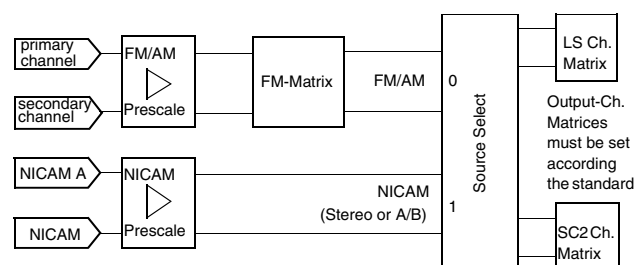 primary
channel
secondary
channel
FM/AM
Prescale
FM-Matrix
FM/AM
0
LS Ch.
Matrix
Output-Ch.
Matrices
must be set
according
the standard
Source Select
NICAM A
NICAM
NICAM
Prescale
NICAM
(Stereo or A/B)
1
SC2 Ch.
Matrix